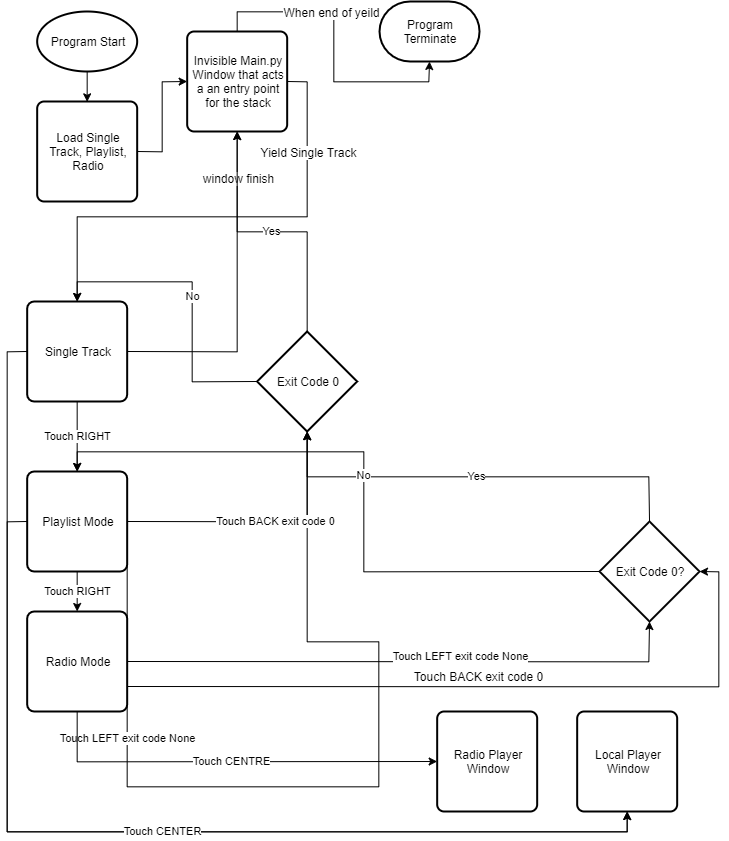 When end of yeild
Program
Terminate
Program Start
Invisible Main.py
Window that acts
a an entry point
for the stack
Load Single
Track, Playlist,
Radio
Yield Single Track
window finish
Yes
No
Single Track
Exit Code 0
Touch RIGHT
No
Yes
Playlist Mode
Touch BACK exit code 0
Exit Code 0?
Touch RIGHT
Radio Mode
Touch LEFT exit code None
Touch BACK exit code 0
Touch LEFT exit code None
Touch CENTRE
Radio Player
Window
Local Player
Window
Touch CENTER